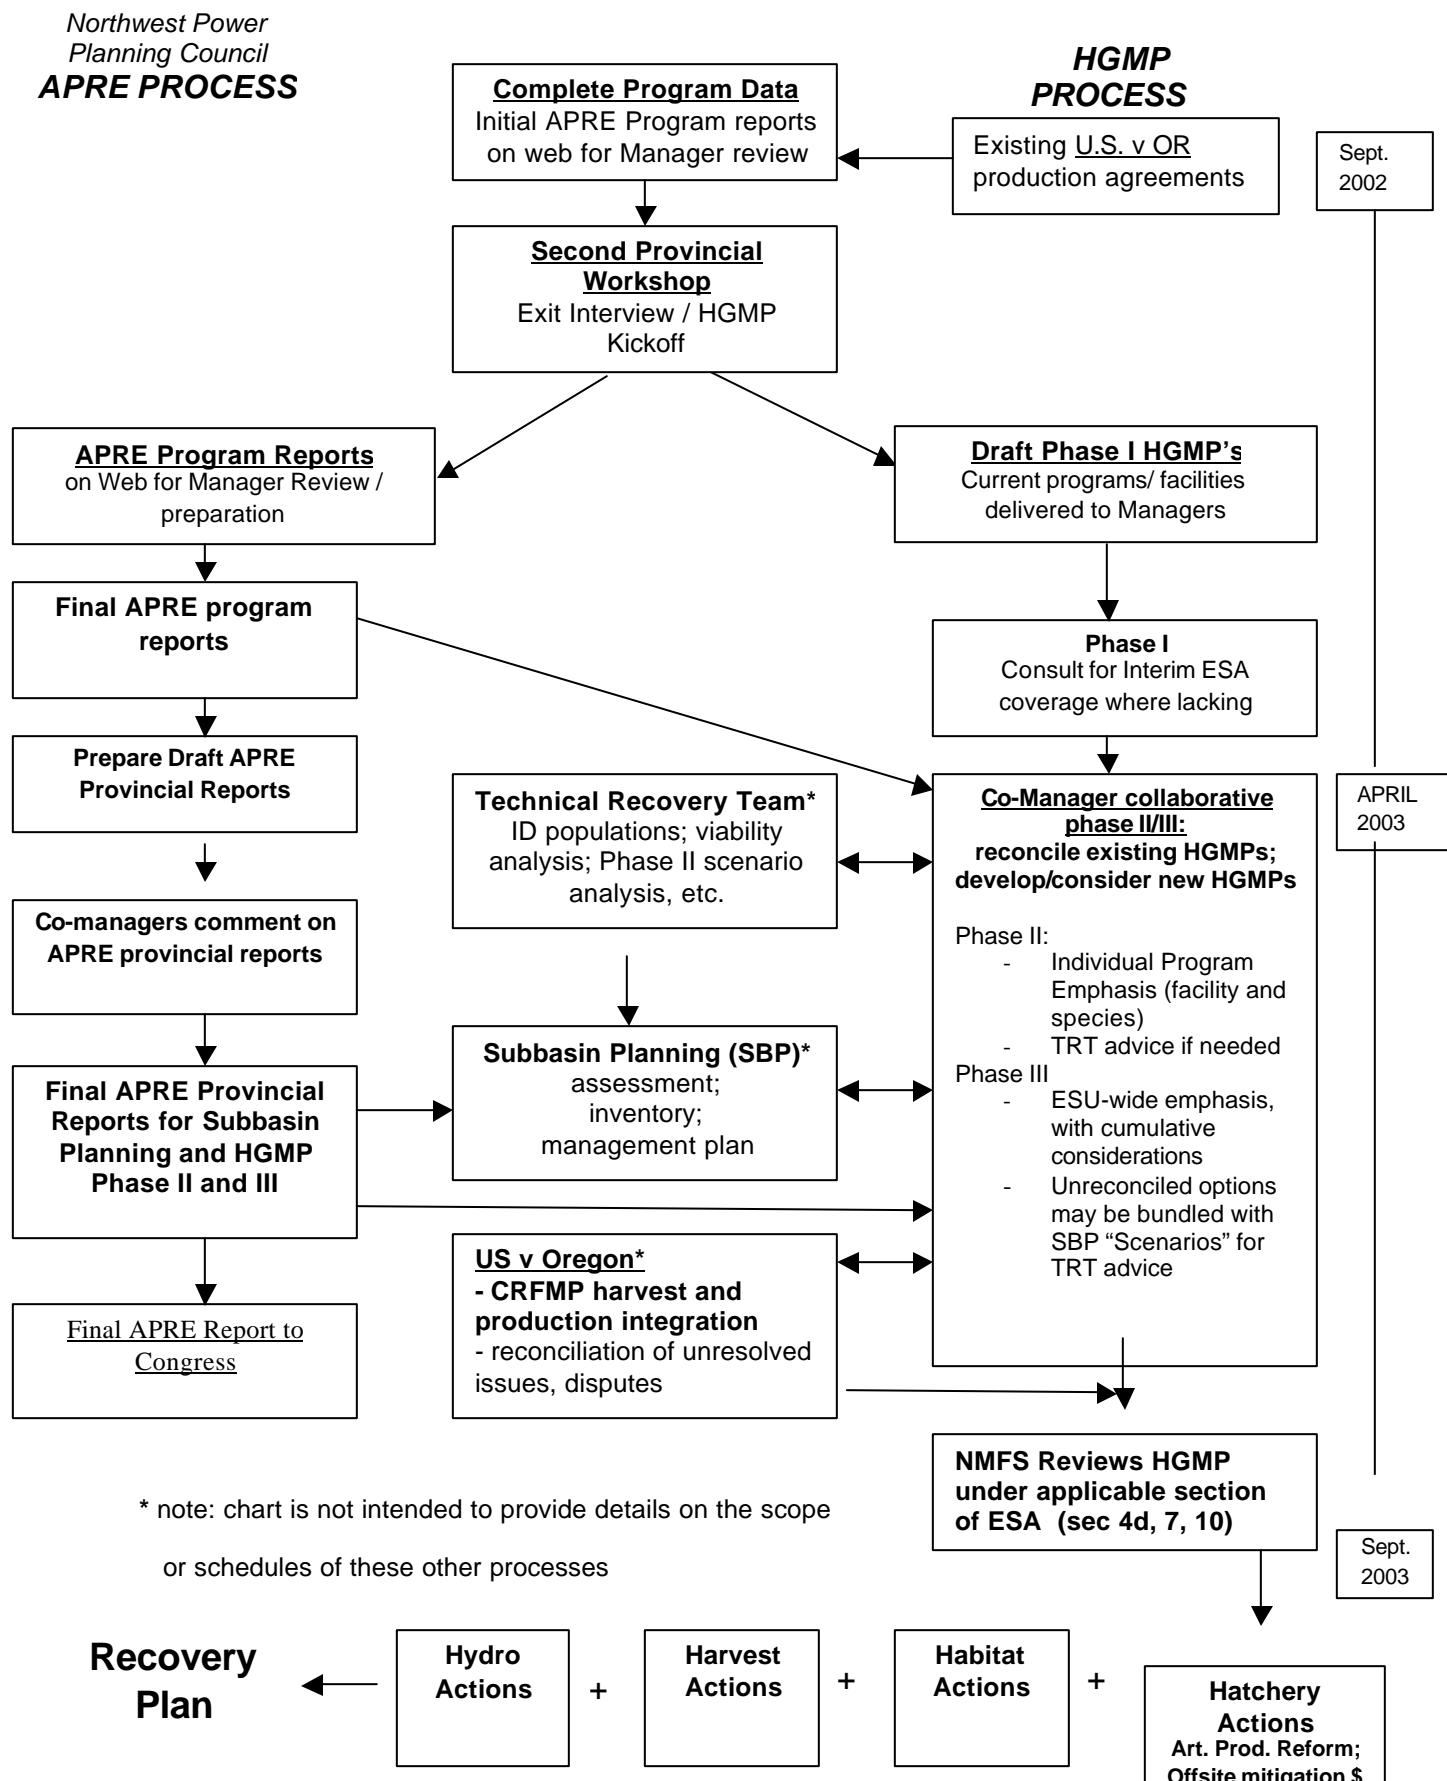 Northwest Power
Planning Council
APRE PROCESS
HGMP
PROCESS
Complete Program Data
Initial APRE Program reports
on web for Manager review
Existing U.S. v OR
production agreements
Sept.
2002
Second Provincial
Workshop
Exit Interview / HGMP
Kickoff
APRE Program Reports
on Web for Manager Review /
preparation
Draft Phase I HGMP's
Current programs/ facilities
delivered to Managers
Final APRE program
reports
Phase I
Consult for Interim ESA
coverage where lacking
Prepare Draft APRE
Provincial Reports
Technical Recovery Team*
ID populations; viability
analysis; Phase II scenario
analysis, etc.
Co-Manager collaborative
phase II/III:
reconcile existing HGMPs;
develop/consider new HGMPs
Phase II:
- Individual Program
Emphasis (facility and
species)
- TRT advice if needed
Phase III
- ESU-wide emphasis,
with cumulative
considerations
- Unreconciled options
may be bundled with
SBP “Scenarios” for
TRT advice
APRIL
2003
Co-managers comment on
APRE provincial reports
Subbasin Planning (SBP)*
assessment;
inventory;
management plan
Final APRE Provincial
Reports for Subbasin
Planning and HGMP
Phase II and III
US v Oregon*
- CRFMP harvest and
production integration
- reconciliation of unresolved
issues, disputes
Final APRE Report to
Congress
NMFS Reviews HGMP
under applicable section
of ESA (sec 4d, 7, 10)
* note: chart is not intended to provide details on the scope
or schedules of these other processes
Sept.
2003
Recovery
Plan
Hydro
Actions
+
Harvest
Actions
+
Habitat
Actions
+
Hatchery
Actions
Art. Prod. Reform;
Offsite mitigation $